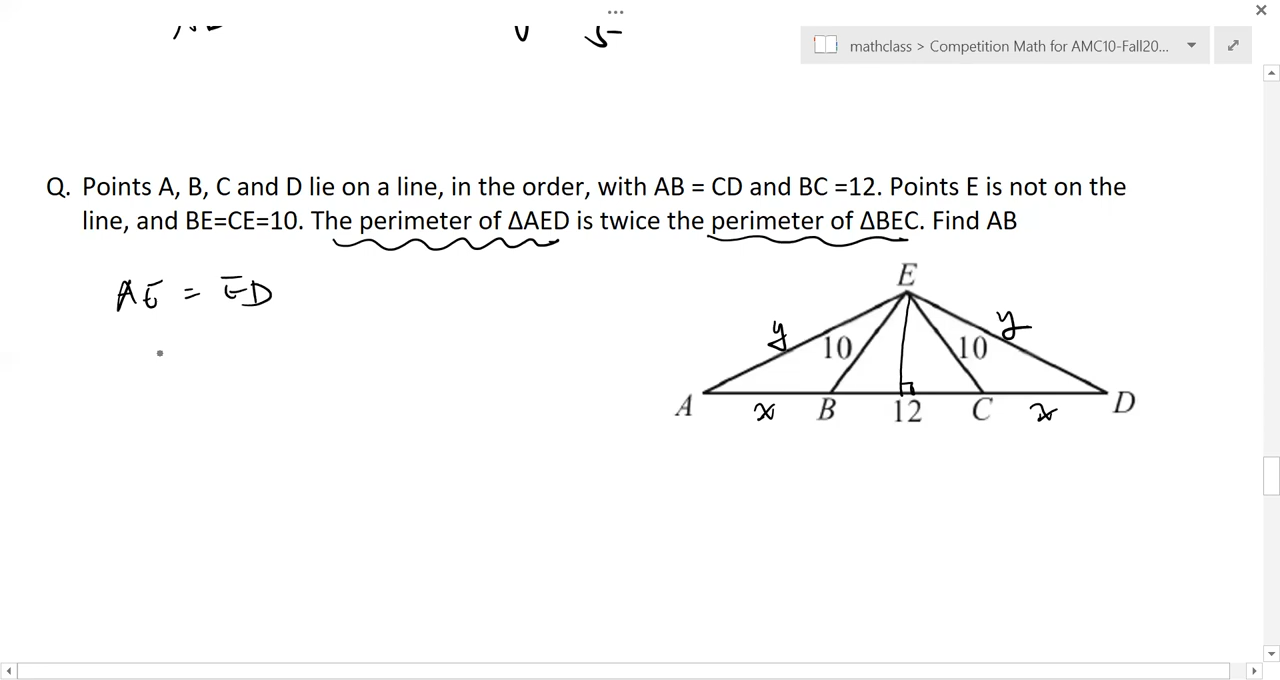 mathclass > Competition Math for AMC10-Fall20...
Q. Points A, B, C and D lie on a line, in the order, with AB = CD and BC =12. Points E is not on the
line, and BE=CE=10. The perimeter of ΔAED is twice the perimeter of ΔBEC. Find AB
AE = ED
E
y
y
10
10
A
x
B
12
C
x
D